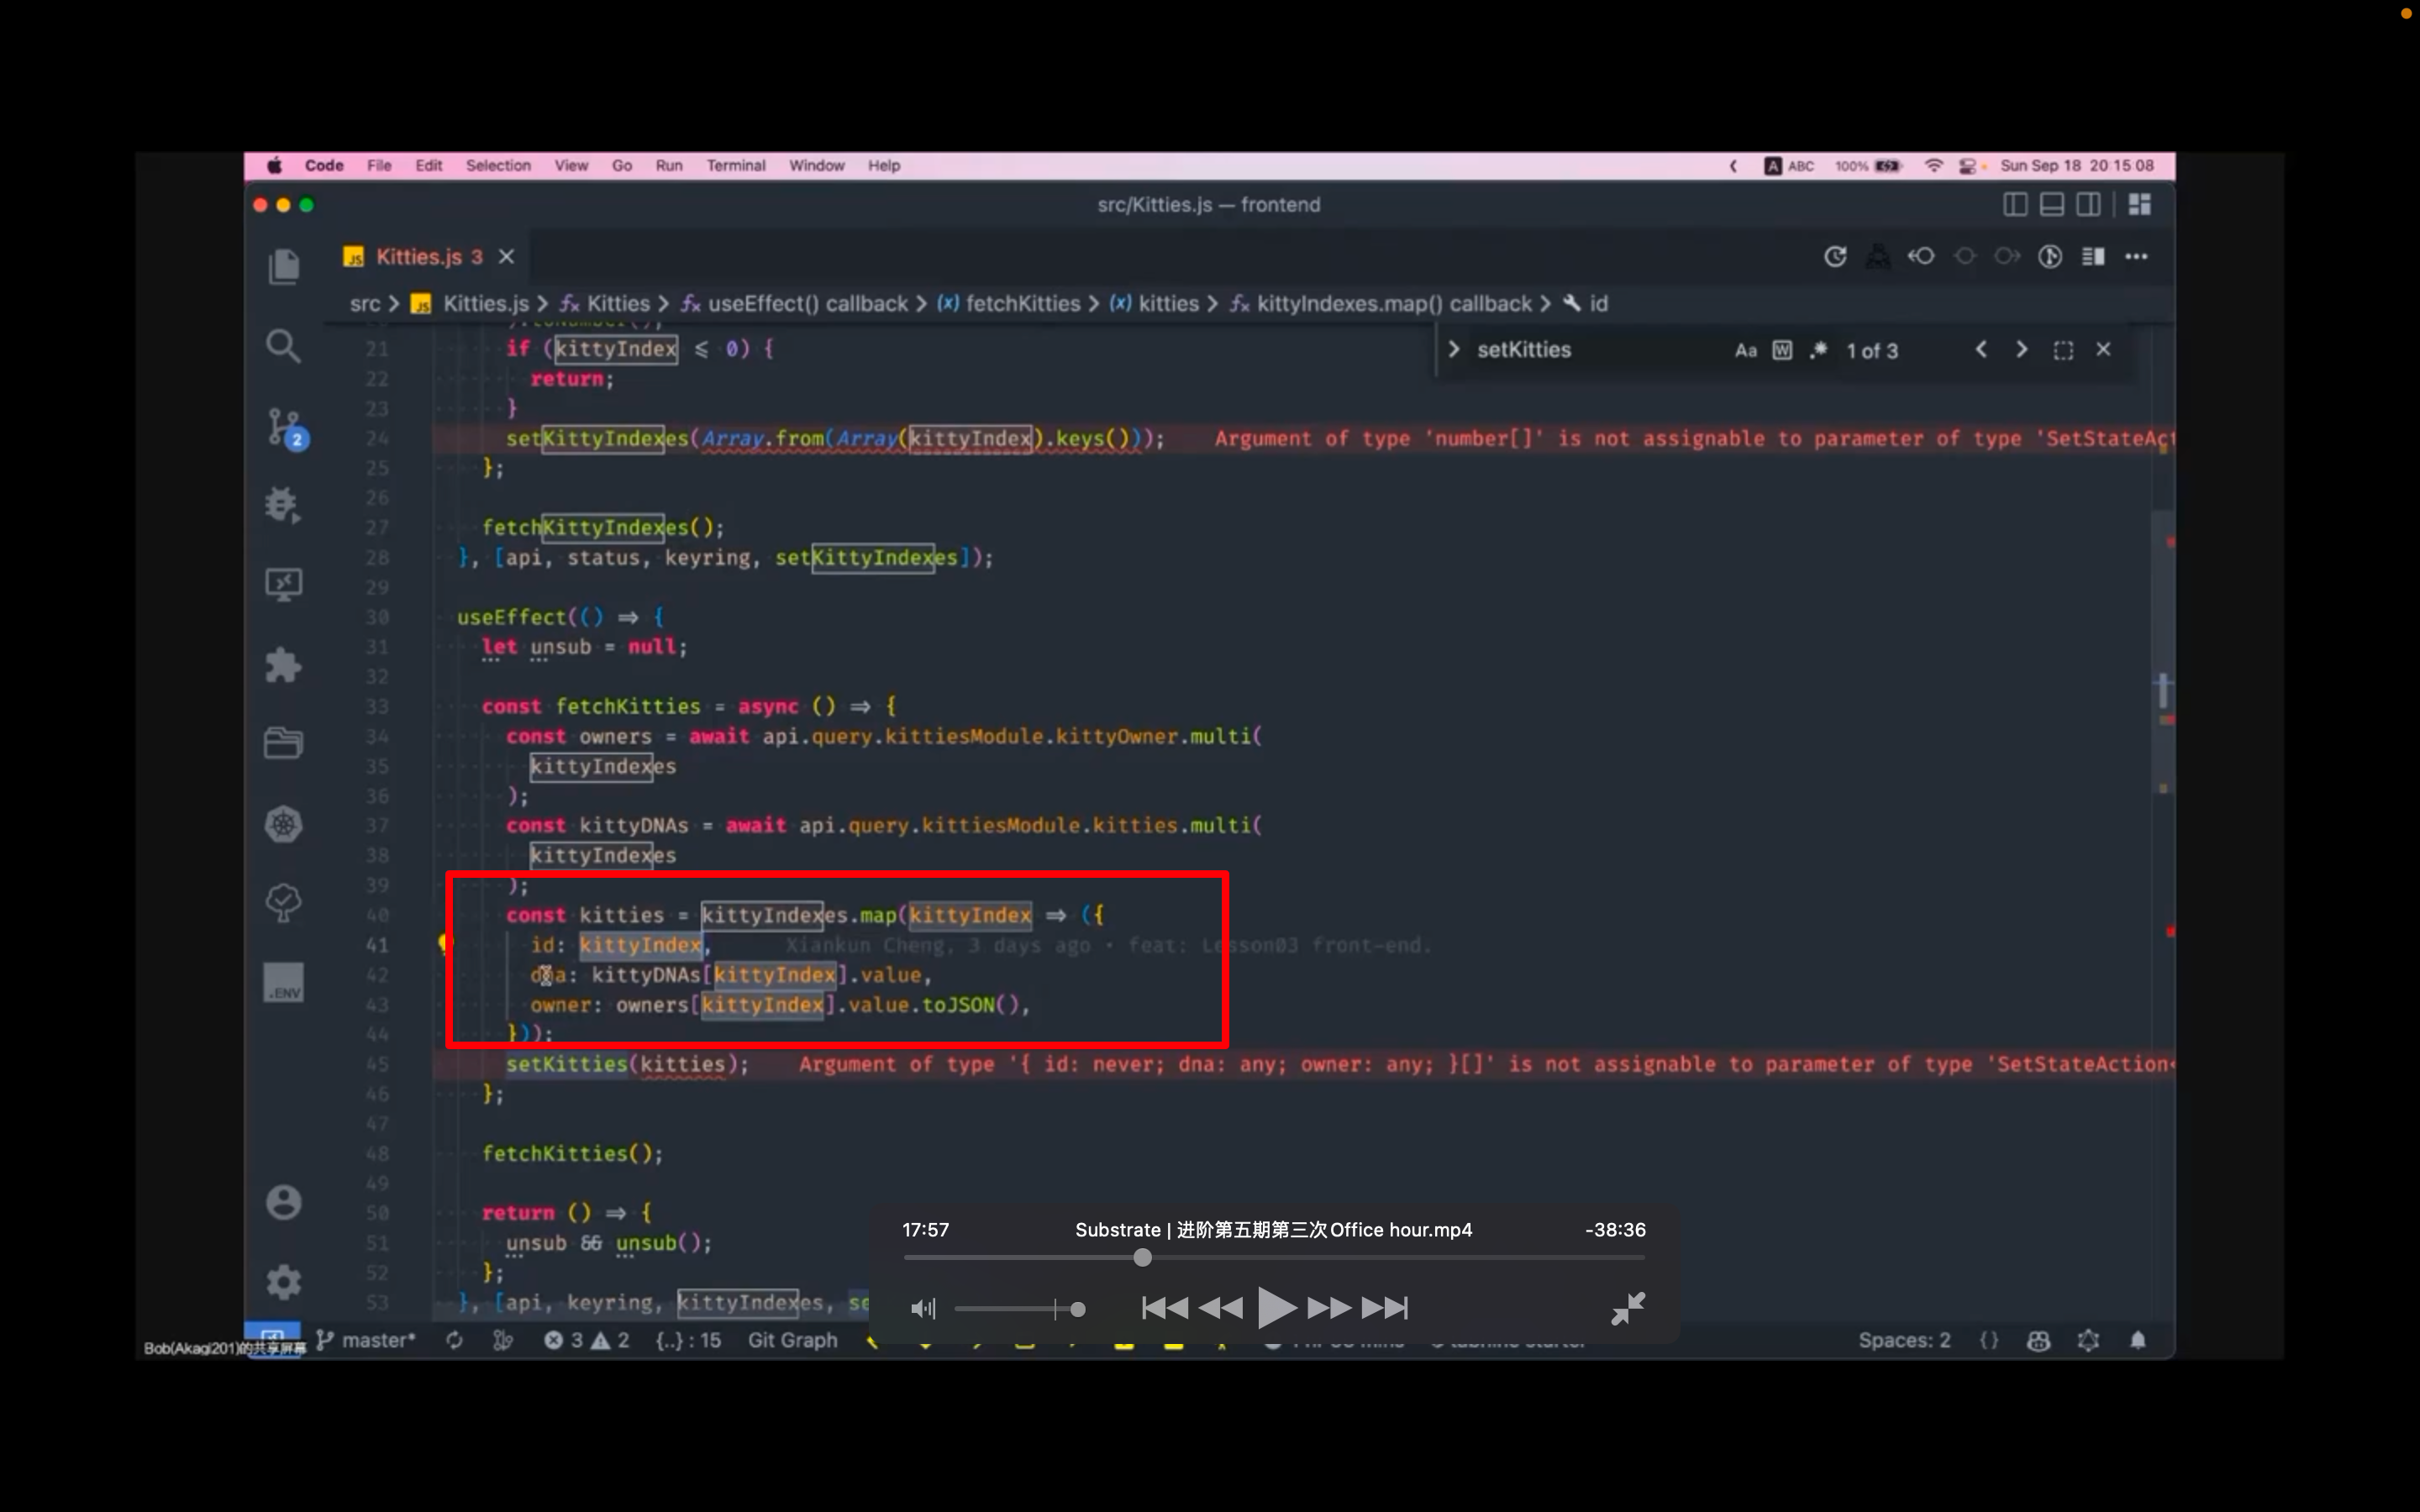 Code File Edit Selection View Go Run Terminal Window Help A ABC 100% Sun Sep 18 20:15:08
src/Kitties.js — frontend
JS Kitties.js 3
src > JS Kitties.js > Kitties > useEffect() callback > fetchKitties > kitties > kittyIndexes.map() callback > id
setKitties Aa W .* 1 of 3
21 if (kittyIndex ⩽ 0) {
22 return;
23 }
24 setKittyIndexes(Array.from(Array(kittyIndex).keys())); Argument of type 'number[]' is not assignable to parameter of type 'SetStateAct
25 };
26
27 fetchKittyIndexes();
28 }, [api, status, keyring, setKittyIndexes]);
29
30 useEffect(() ⇒ {
31 let unsub = null;
32
33 const fetchKitties = async () ⇒ {
34 const owners = await api.query.kittiesModule.kittyOwner.multi(
35 kittyIndexes
36 );
37 const kittyDNAs = await api.query.kittiesModule.kitties.multi(
38 kittyIndexes
39 );
40 const kitties = kittyIndexes.map(kittyIndex ⇒ ({
41 id: kittyIndex, Xiankun Cheng, 3 days ago • feat: Lesson03 front-end.
42 dna: kittyDNAs[kittyIndex].value,
43 owner: owners[kittyIndex].value.toJSON(),
44 }));
45 setKitties(kitties); Argument of type '{ id: never; dna: any; owner: any; }[]' is not assignable to parameter of type 'SetStateAction<
46 };
47
48 fetchKitties();
49
50 return () ⇒ {
51 unsub && unsub();
52 };
53 }, [api, keyring, kittyIndexes, se
2
.ENV
17:57 Substrate | 进阶第五期第三次Office hour.mp4 -38:36
Bob(Akagi201)的共享屏幕
master* 3 2 {..} : 15 Git Graph Spaces: 2 {}